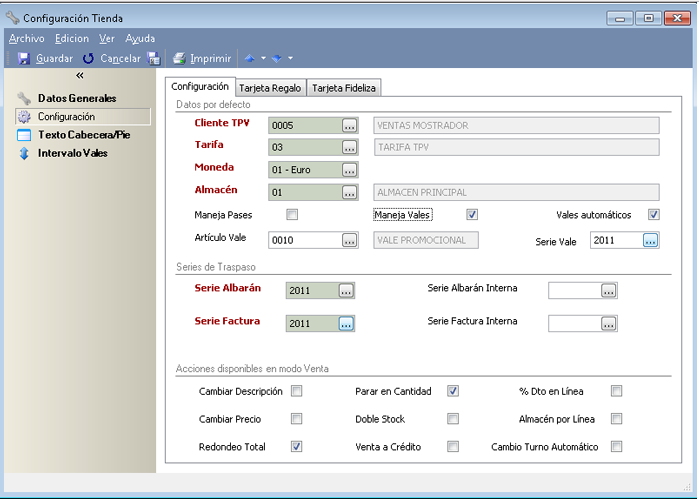 Configuración Tienda
Archivo Edicion Ver Ayuda
Guardar Cancelar Imprimir
«
Datos Generales
Configuración
Texto Cabecera/Pie
Intervalo Vales
Configuración Tarjeta Regalo Tarjeta Fideliza
Datos por defecto
Cliente TPV 0005 ... VENTAS MOSTRADOR
Tarifa 03 ... TARIFA TPV
Moneda 01 - Euro ...
Almacén 01 ... ALMACEN PRINCIPAL
Maneja Pases Maneja Vales Vales automáticos
Artículo Vale 0010 ... VALE PROMOCIONAL Serie Vale 2011 ...
Series de Traspaso
Serie Albarán 2011 ... Serie Albarán Interna ...
Serie Factura 2011 ... Serie Factura Interna ...
Acciones disponibles en modo Venta
Cambiar Descripción Parar en Cantidad % Dto en Línea
Cambiar Precio Doble Stock Almacén por Línea
Redondeo Total Venta a Crédito Cambio Turno Automático